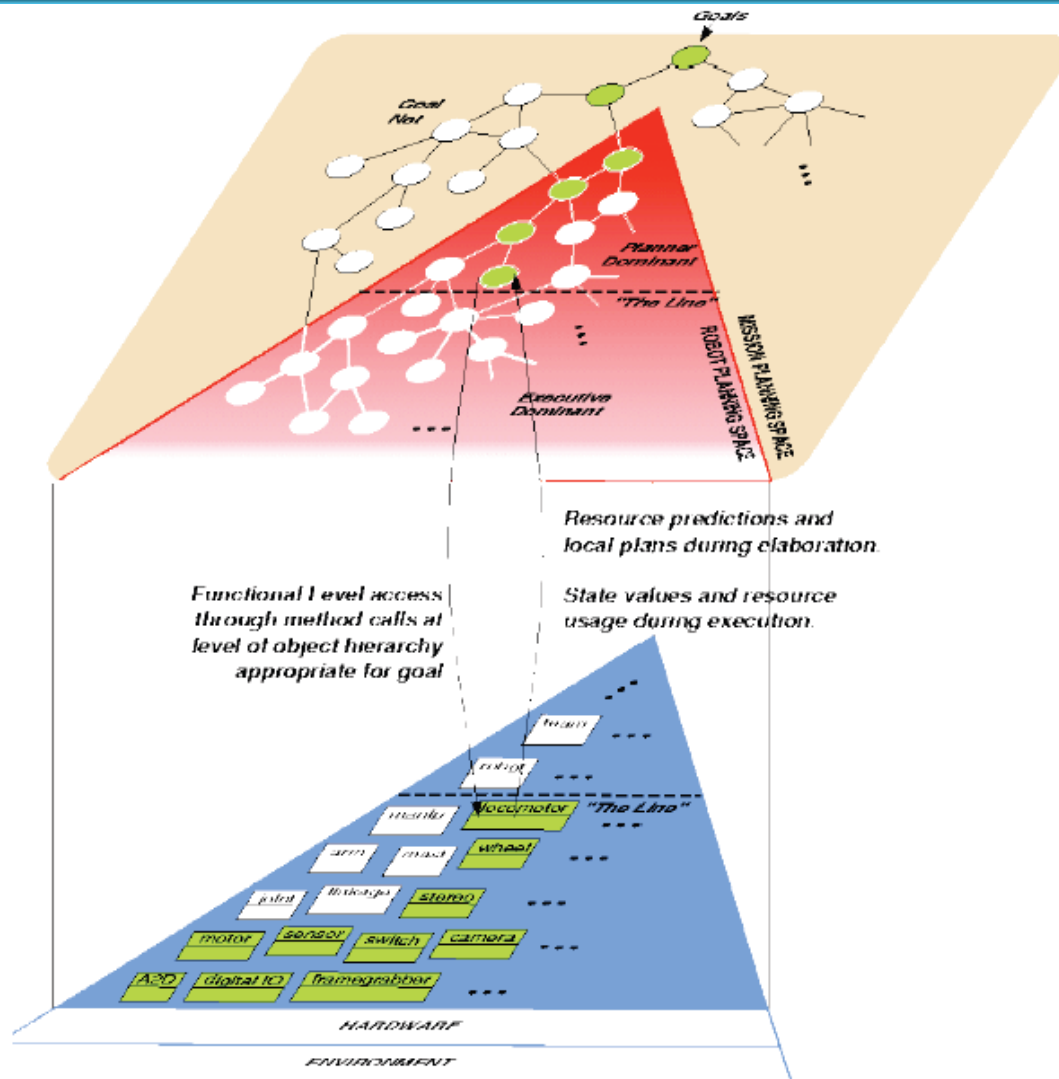 Goals
Goal
Net
Planner
Dominant
"The Line"
MISSION PLANNING SPACE
ROBOT PLANNING SPACE
Executive
Dominant
Resource predictions and
local plans during elaboration.
Functional Level access
through method calls at
level of object hierarchy
appropriate for goal
State values and resource
usage during execution.
team
robot
"The Line"
manip
locomotor
arm
mast
wheel
joint
linkage
stereo
motor
sensor
switch
camera
A2D
digital IO
framegrabber
HARDWARE
ENVIRONMENT